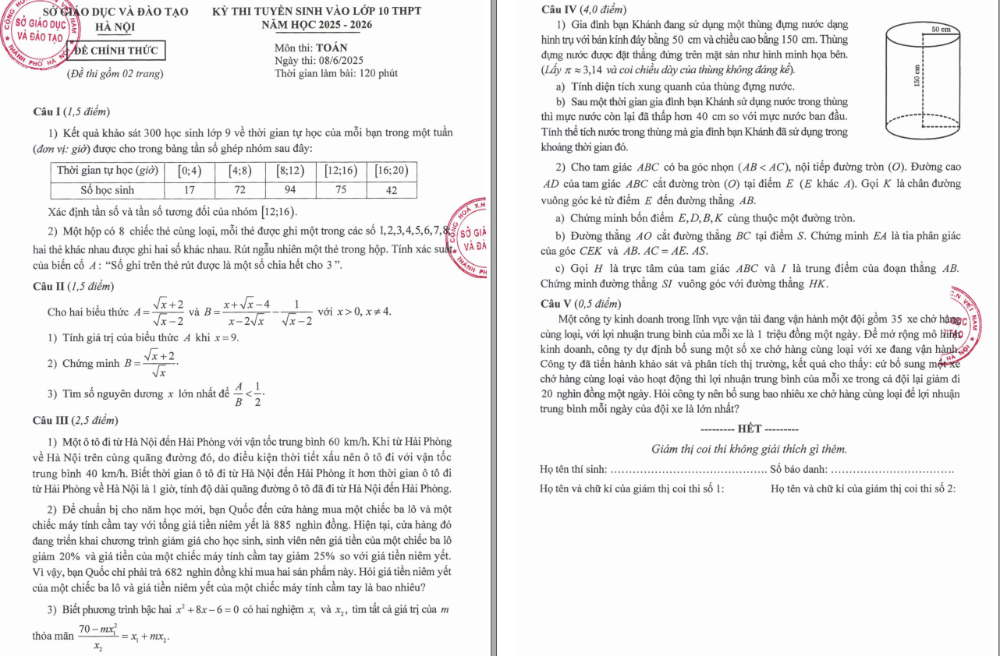 SỞ GIÁO DỤC VÀ ĐÀO TẠO
HÀ NỘI
ĐỀ CHÍNH THỨC
(Đề thi gồm 02 trang)
KỲ THI TUYỂN SINH VÀO LỚP 10 THPT
NĂM HỌC 2025 - 2026
Môn thi: TOÁN
Ngày thi: 08/6/2025
Thời gian làm bài: 120 phút
SỞ GIÁO DỤC
VÀ ĐÀO TẠO
Câu I (1,5 điểm)
1) Kết quả khảo sát 300 học sinh lớp 9 về thời gian tự học của mỗi bạn trong một tuần
(đơn vị: giờ) được cho trong bảng tần số ghép nhóm sau đây:
Thời gian tự học (giờ) [0;4) [4;8) [8;12) [12;16) [16;20)
Số học sinh 17 72 94 75 42
Xác định tần số và tần số tương đối của nhóm [12;16).
2) Một hộp có 8 chiếc thẻ cùng loại, mỗi thẻ được ghi một trong các số 1,2,3,4,5,6,7,8;
hai thẻ khác nhau được ghi hai số khác nhau. Rút ngẫu nhiên một thẻ trong hộp. Tính xác suất
của biến cố A: “Số ghi trên thẻ rút được là một số chia hết cho 3”.
Câu II (1,5 điểm)
Cho hai biểu thức A = (√x + 2)/(√x − 2) và B = (x + √x − 4)/(x − 2√x) − 1/(√x − 2) với x > 0, x ≠ 4.
1) Tính giá trị của biểu thức A khi x = 9.
2) Chứng minh B = (√x + 2)/√x.
3) Tìm số nguyên dương x lớn nhất để A/B < 1/2.
Câu III (2,5 điểm)
1) Một ô tô đi từ Hà Nội đến Hải Phòng với vận tốc trung bình 60 km/h. Khi từ Hải Phòng
về Hà Nội trên cùng quãng đường đó, do điều kiện thời tiết xấu nên ô tô đi với vận tốc
trung bình 40 km/h. Biết thời gian ô tô đi từ Hà Nội đến Hải Phòng ít hơn thời gian ô tô đi
từ Hải Phòng về Hà Nội là 1 giờ, tính độ dài quãng đường ô tô đã đi từ Hà Nội đến Hải Phòng.
2) Để chuẩn bị cho năm học mới, bạn Quốc đến cửa hàng mua một chiếc ba lô và một
chiếc máy tính cầm tay với tổng giá tiền niêm yết là 885 nghìn đồng. Hiện tại, cửa hàng đó
đang triển khai chương trình giảm giá cho học sinh, sinh viên nên giá tiền của một chiếc ba lô
giảm 20% và giá tiền của một chiếc máy tính cầm tay giảm 25% so với giá tiền niêm yết.
Vì vậy, bạn Quốc chỉ phải trả 682 nghìn đồng khi mua hai sản phẩm này. Hỏi giá tiền niêm yết
của một chiếc ba lô và giá tiền niêm yết của một chiếc máy tính cầm tay là bao nhiêu?
3) Biết phương trình bậc hai x² + 8x − 6 = 0 có hai nghiệm x₁ và x₂, tìm tất cả giá trị của m
thỏa mãn (70 − mx₁²)/x₂ = x₁ + mx₂.
Câu IV (4,0 điểm)
1) Gia đình bạn Khánh đang sử dụng một thùng đựng nước dạng
hình trụ với bán kính đáy bằng 50 cm và chiều cao bằng 150 cm. Thùng
đựng nước được đặt thẳng đứng trên mặt sàn như hình minh họa bên.
(Lấy π ≈ 3,14 và coi chiều dày của thùng không đáng kể).
a) Tính diện tích xung quanh của thùng đựng nước.
b) Sau một thời gian gia đình bạn Khánh sử dụng nước trong thùng
thì mực nước còn lại đã thấp hơn 40 cm so với mực nước ban đầu.
Tính thể tích nước trong thùng mà gia đình bạn Khánh đã sử dụng trong
khoảng thời gian đó.
50 cm
150 cm
2) Cho tam giác ABC có ba góc nhọn (AB < AC), nội tiếp đường tròn (O). Đường cao
AD của tam giác ABC cắt đường tròn (O) tại điểm E (E khác A). Gọi K là chân đường
vuông góc kẻ từ điểm E đến đường thẳng AB.
a) Chứng minh bốn điểm E, D, B, K cùng thuộc một đường tròn.
b) Đường thẳng AO cắt đường thẳng BC tại điểm S. Chứng minh EA là tia phân giác
của góc CEK và AB. AC = AE. AS.
c) Gọi H là trực tâm của tam giác ABC và I là trung điểm của đoạn thẳng AB.
Chứng minh đường thẳng SI vuông góc với đường thẳng HK.
Câu V (0,5 điểm)
Một công ty kinh doanh trong lĩnh vực vận tải đang vận hành một đội gồm 35 xe chở hàng
cùng loại, với lợi nhuận trung bình của mỗi xe là 1 triệu đồng một ngày. Để mở rộng mô hình
kinh doanh, công ty dự định bổ sung một số xe chở hàng cùng loại với xe đang vận hành.
Công ty đã tiến hành khảo sát và phân tích thị trường, kết quả cho thấy: cứ bổ sung một xe
chở hàng cùng loại vào hoạt động thì lợi nhuận trung bình của mỗi xe trong cả đội lại giảm đi
20 nghìn đồng một ngày. Hỏi công ty nên bổ sung bao nhiêu xe chở hàng cùng loại để lợi nhuận
trung bình mỗi ngày của đội xe là lớn nhất?
--------- HẾT ---------
Giám thị coi thi không giải thích gì thêm.
Họ tên thí sinh: ........................................ Số báo danh: ................................
Họ tên và chữ kí của giám thị coi thi số 1: Họ tên và chữ kí của giám thị coi thi số 2: